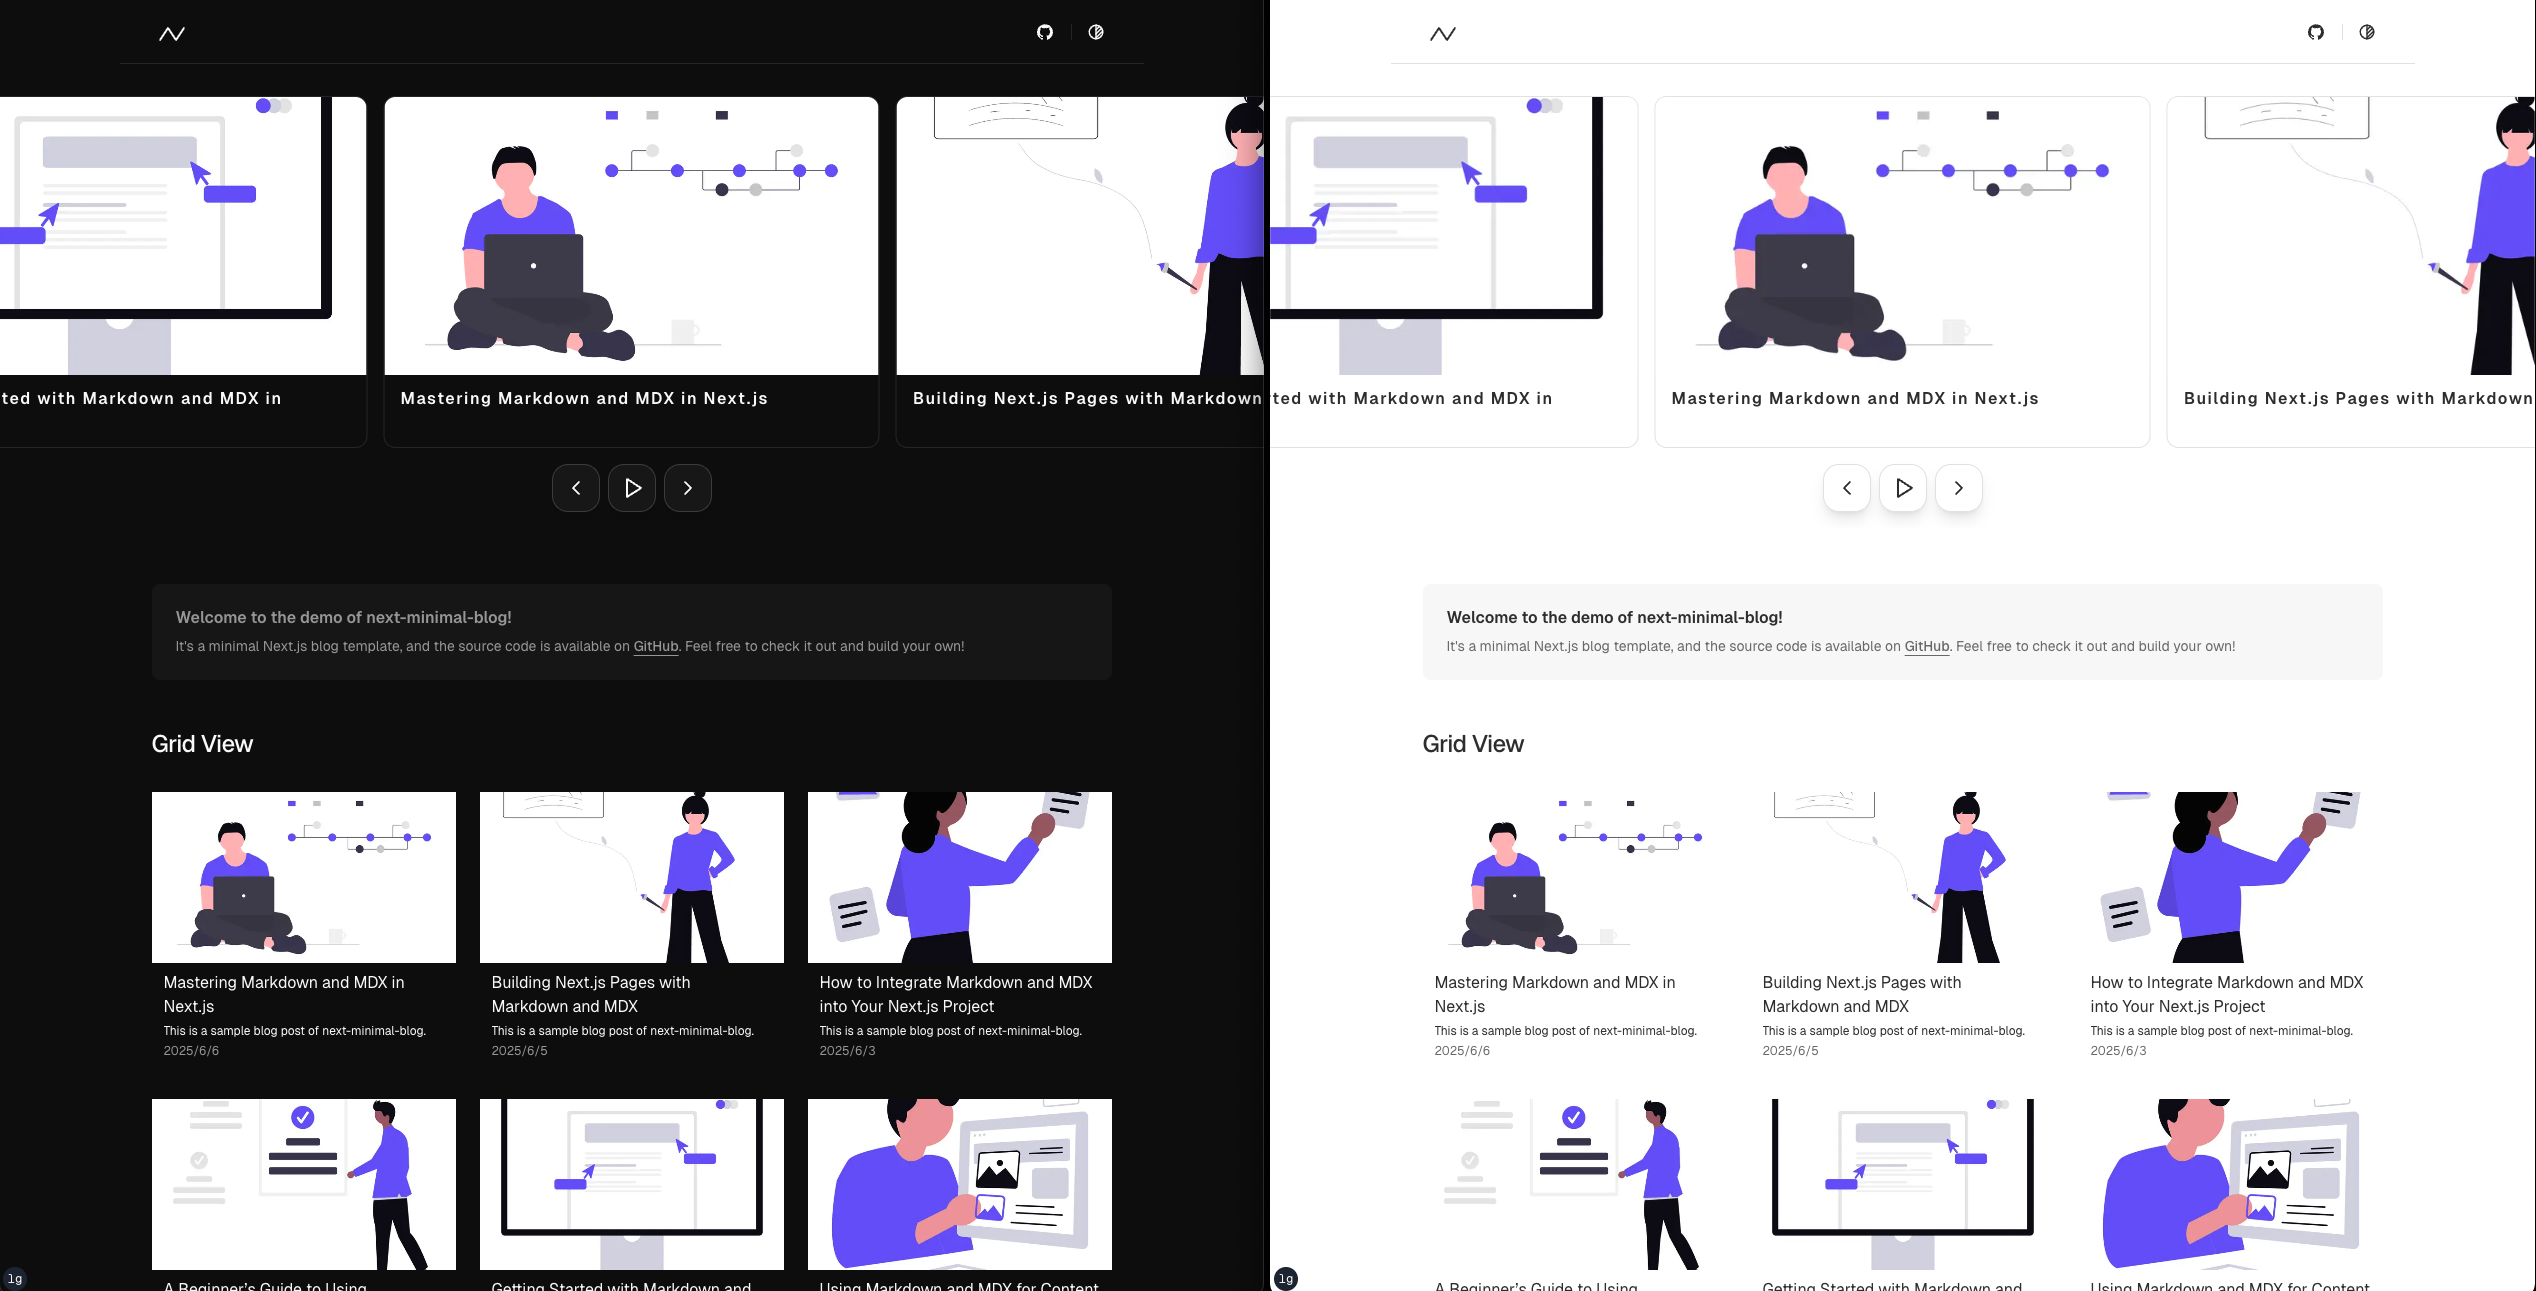 ted with Markdown and MDX in
Mastering Markdown and MDX in Next.js
Building Next.js Pages with Markdown
Welcome to the demo of next-minimal-blog!
It's a minimal Next.js blog template, and the source code is available on GitHub. Feel free to check it out and build your own!
Grid View
Mastering Markdown and MDX in
Next.js
This is a sample blog post of next-minimal-blog.
2025/6/6
Building Next.js Pages with
Markdown and MDX
This is a sample blog post of next-minimal-blog.
2025/6/5
How to Integrate Markdown and MDX
into Your Next.js Project
This is a sample blog post of next-minimal-blog.
2025/6/3
A Beginner's Guide to Using
Getting Started with Markdown and
Using Markdown and MDX for Content
lg
rted with Markdown and MDX in
Mastering Markdown and MDX in Next.js
Building Next.js Pages with Markdown
Welcome to the demo of next-minimal-blog!
It's a minimal Next.js blog template, and the source code is available on GitHub. Feel free to check it out and build your own!
Grid View
Mastering Markdown and MDX in
Next.js
This is a sample blog post of next-minimal-blog.
2025/6/6
Building Next.js Pages with
Markdown and MDX
This is a sample blog post of next-minimal-blog.
2025/6/5
How to Integrate Markdown and MDX
into Your Next.js Project
This is a sample blog post of next-minimal-blog.
2025/6/3
A Beginner's Guide to Using
Getting Started with Markdown and
Using Markdown and MDX for Content
lg